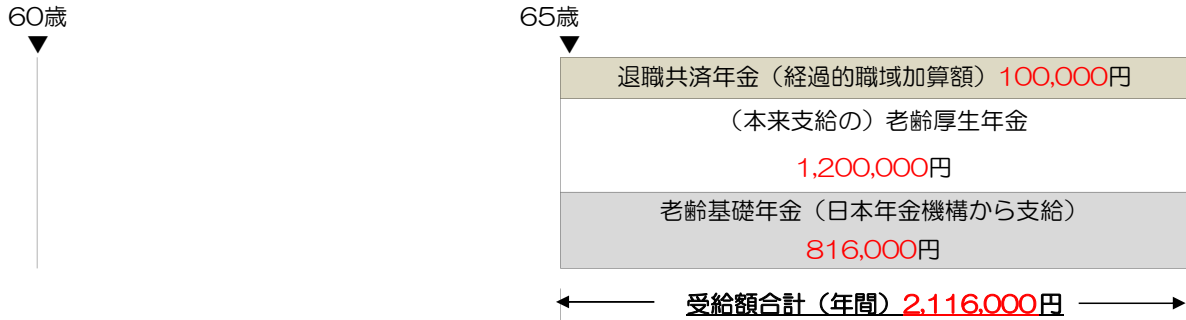 60歳
65歳
退職共済年金（経過的職域加算額）100,000円
（本来支給の）老齢厚生年金
1,200,000円
老齢基礎年金（日本年金機構から支給）
816,000円
受給額合計（年間）2,116,000円